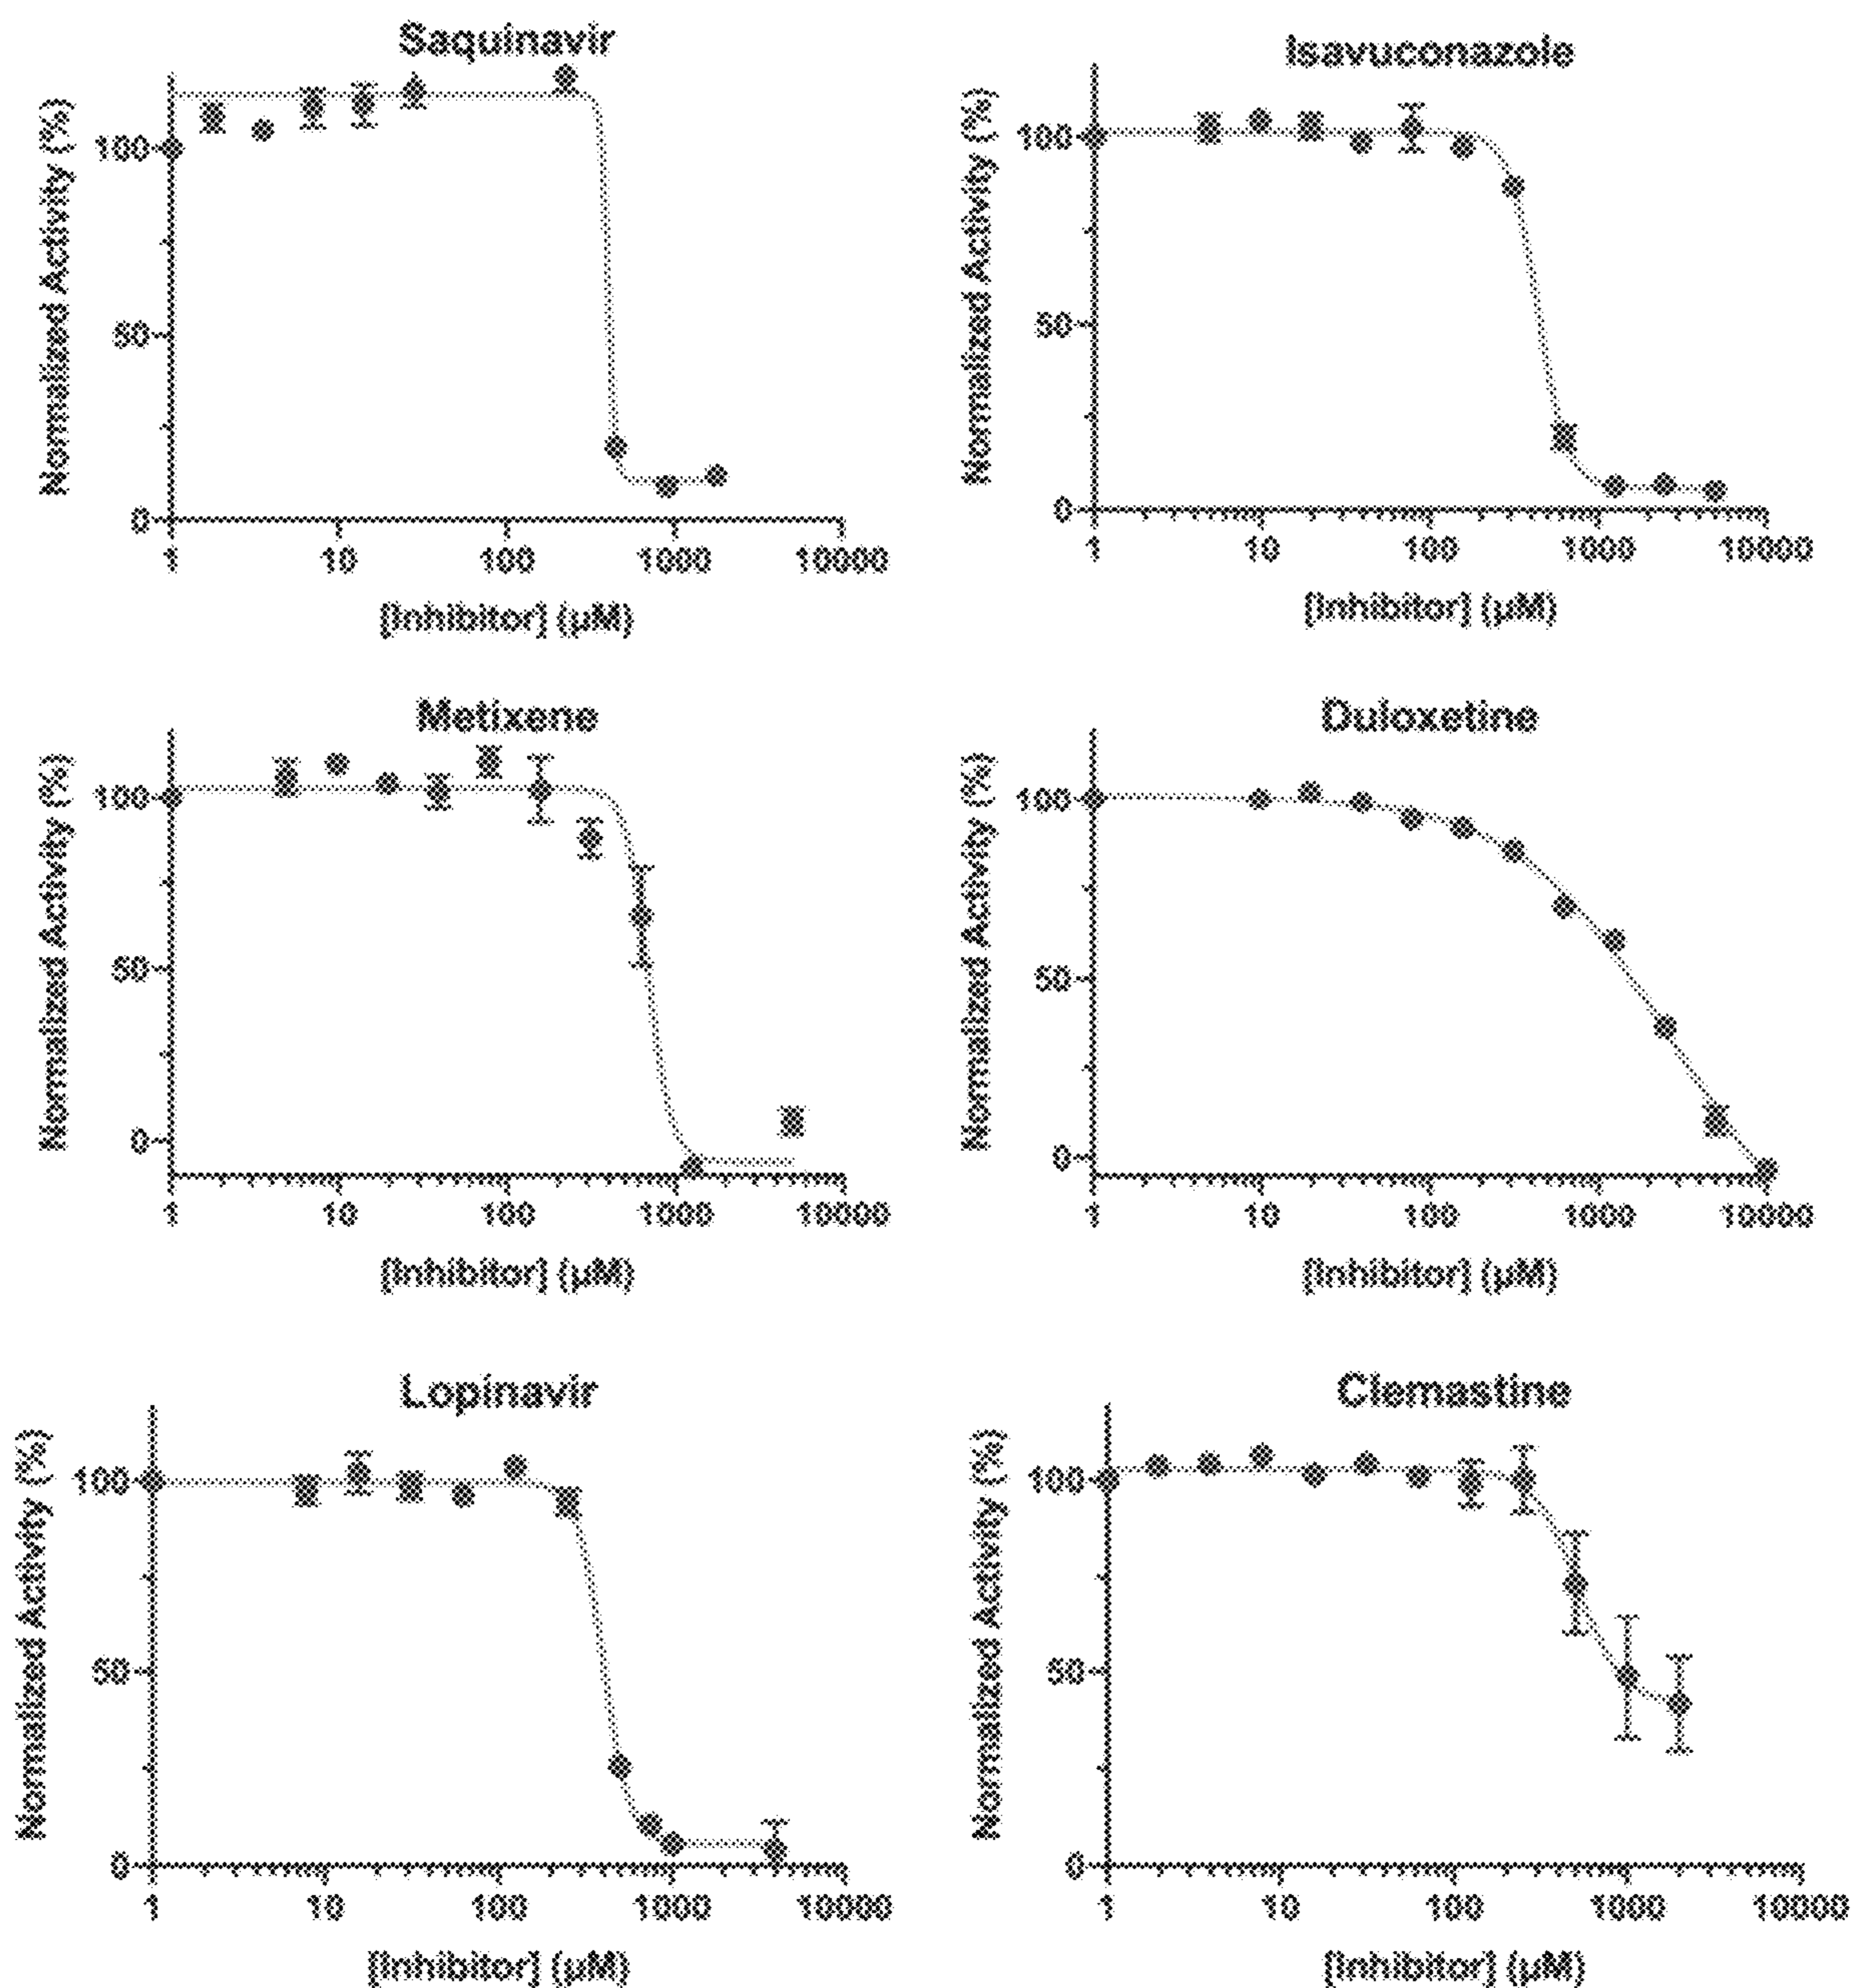 Saquinavir
Normalized Activity (%)
100
50
0
1 10 100 1000 10000
[Inhibitor] (µM)
Isavuconazole
Normalized Activity (%)
100
50
0
1 10 100 1000 10000
[Inhibitor] (µM)
Metixene
Normalized Activity (%)
100
50
0
1 10 100 1000 10000
[Inhibitor] (µM)
Duloxetine
Normalized Activity (%)
100
50
0
1 10 100 1000 10000
[Inhibitor] (µM)
Lopinavir
Normalized Activity (%)
100
50
0
1 10 100 1000 10000
[Inhibitor] (µM)
Clemastine
Normalized Activity (%)
100
50
0
1 10 100 1000 10000
[Inhibitor] (µM)